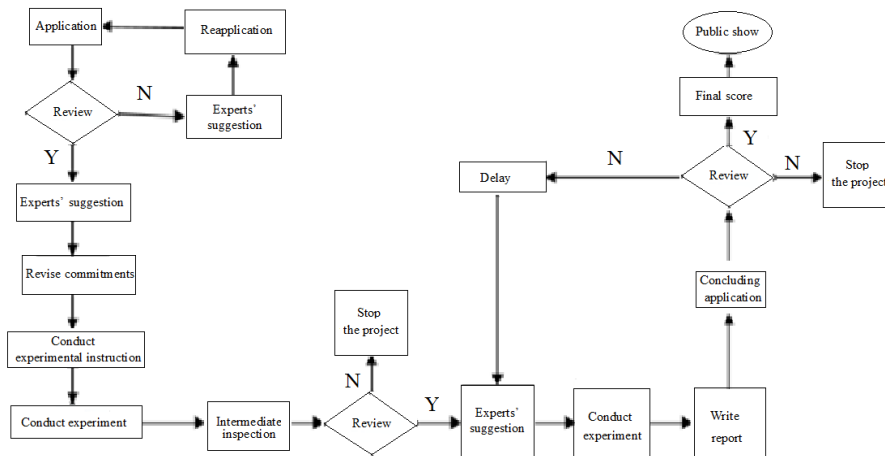 Application
Reapplication
Review
N
Experts’
suggestion
Y
Experts’ suggestion
Revise commitments
Conduct
experimental instruction
Conduct experiment
Intermediate
inspection
Review
N
Stop
the project
Y
Experts’
suggestion
Conduct
experiment
Write
report
Concluding
application
Review
N
Delay
N
Stop
the project
Y
Final score
Public show